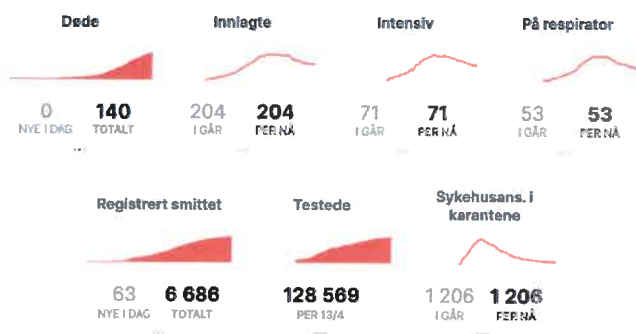 Døde
Innlagte
Intensiv
På respirator
0 140
NYE I DAG TOTALT
204 204
I GÅR PER NÅ
71 71
I GÅR PER NÅ
53 53
I GÅR PER NÅ
Registrert smittet
Testede
Sykehusans. i
karantene
63 6 686
NYE I DAG TOTALT
128 569
PER 13/4
1 206 1 206
I GÅR PER NÅ